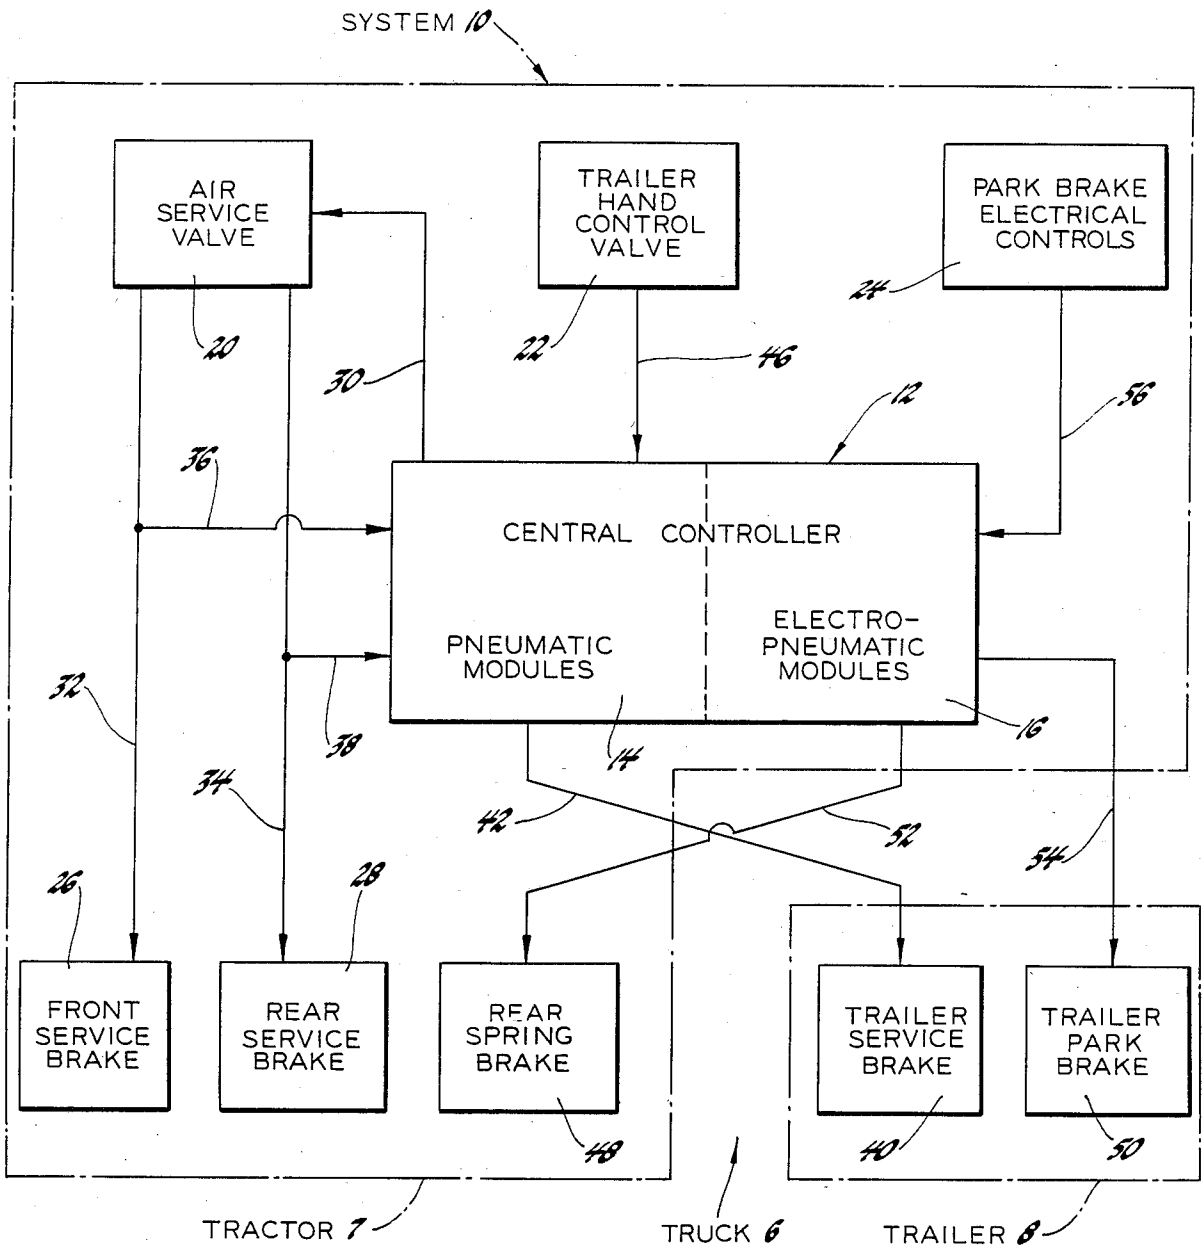 SYSTEM 10
AIR
SERVICE
VALVE
20
TRAILER
HAND
CONTROL
VALVE
22
PARK BRAKE
ELECTRICAL
CONTROLS
24
30
46
56
12
36
CENTRAL CONTROLLER
PNEUMATIC
MODULES
ELECTRO-
PNEUMATIC
MODULES
32
38
14
16
34
42
52
54
26
28
FRONT
SERVICE
BRAKE
REAR
SERVICE
BRAKE
REAR
SPRING
BRAKE
TRAILER
SERVICE
BRAKE
TRAILER
PARK
BRAKE
48
40
50
TRACTOR 7
TRUCK 6
TRAILER 8